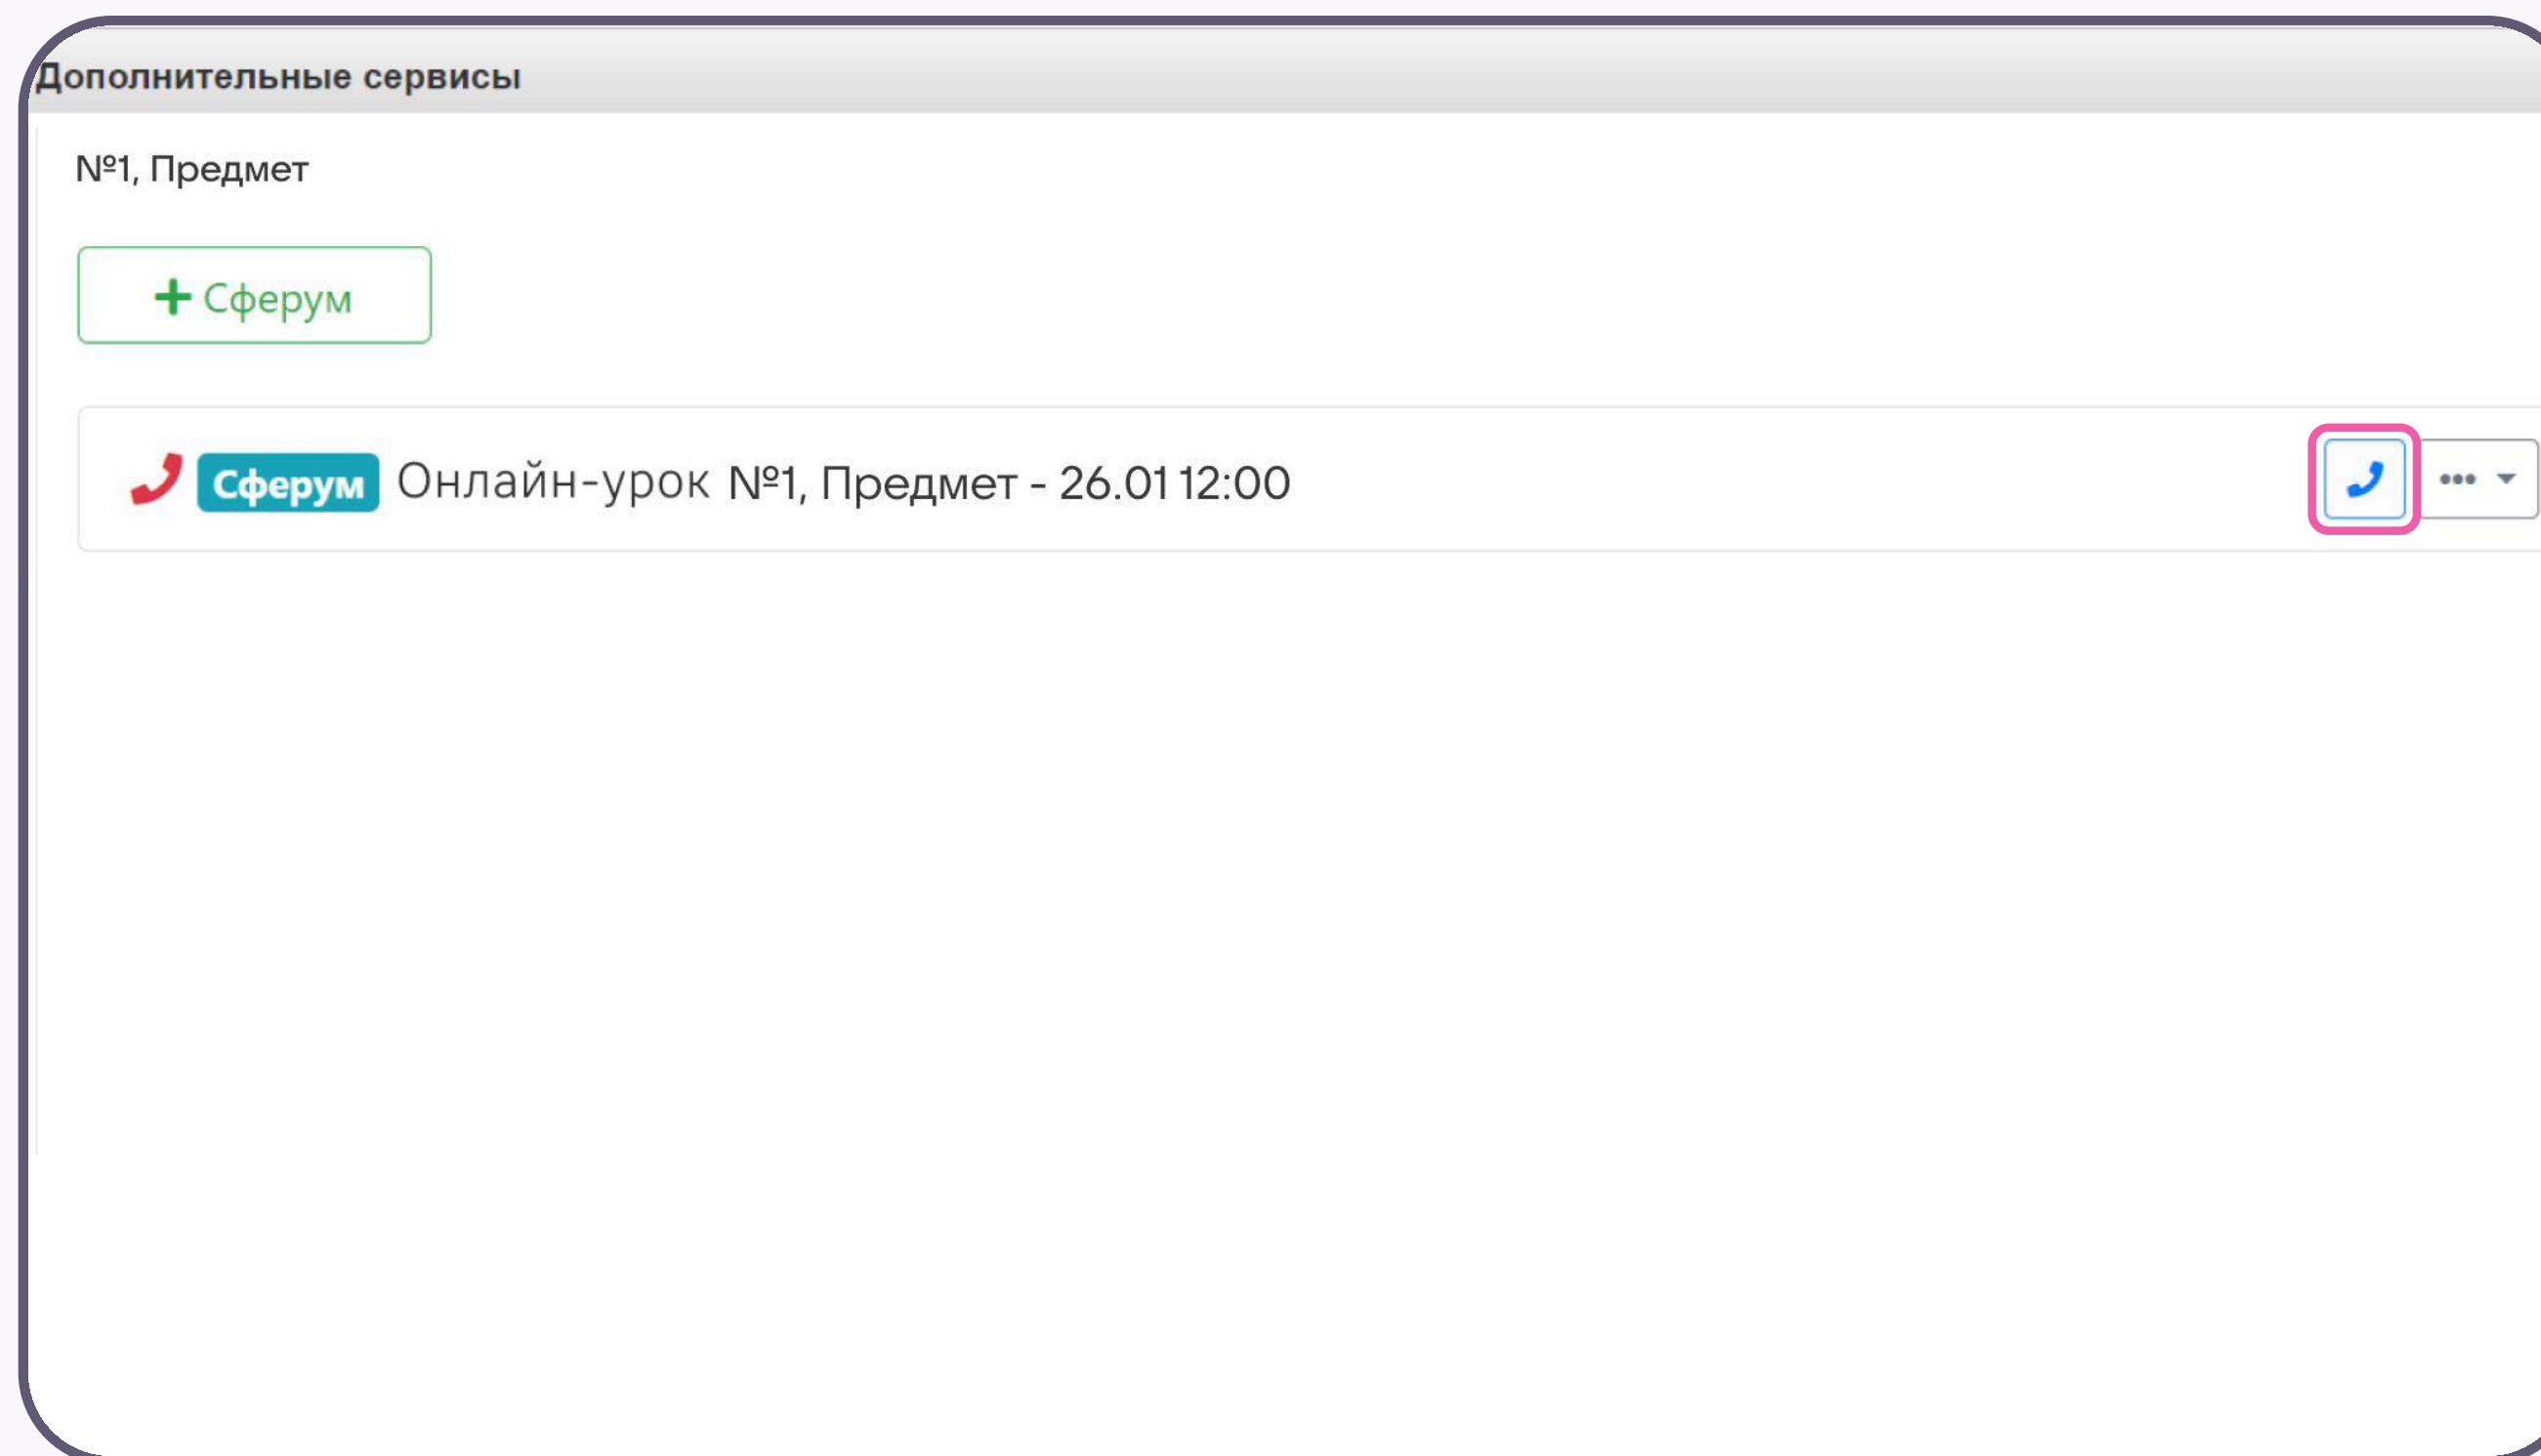 Дополнительные сервисы
№1, Предмет
+ Сферум
Сферум Онлайн-урок №1, Предмет - 26.01 12:00